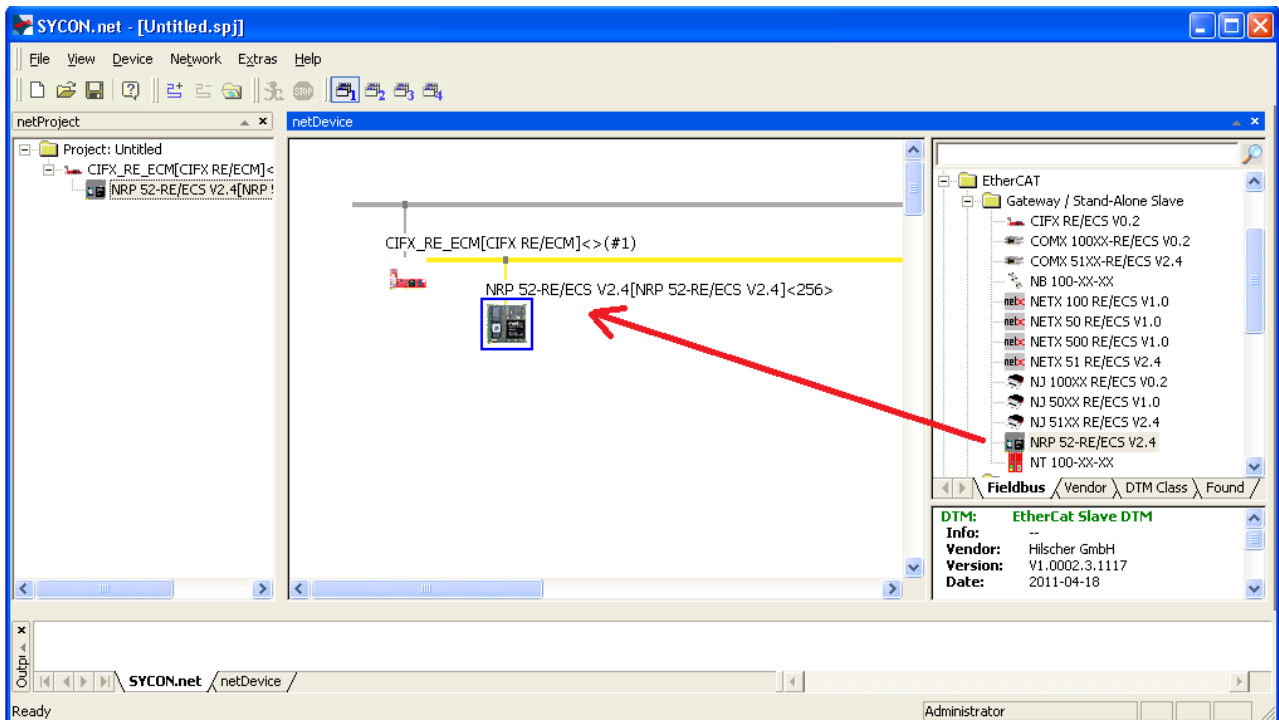 SYCON.net - [Untitled.spj]
File View Device Network Extras Help
netProject
netDevice
Project: Untitled
CIFX_RE_ECM[CIFX RE/ECM]<
NRP 52-RE/ECS V2.4[NRP !
CIFX_RE_ECM[CIFX RE/ECM]<>(#1)
NRP 52-RE/ECS V2.4[NRP 52-RE/ECS V2.4]<256>
EtherCAT
Gateway / Stand-Alone Slave
CIFX RE/ECS V0.2
COMX 100XX-RE/ECS V0.2
COMX 51XX-RE/ECS V2.4
NB 100-XX-XX
NETX 100 RE/ECS V1.0
NETX 50 RE/ECS V1.0
NETX 500 RE/ECS V1.0
NETX 51 RE/ECS V2.4
NJ 100XX RE/ECS V0.2
NJ 50XX RE/ECS V1.0
NJ 51XX RE/ECS V2.4
NRP 52-RE/ECS V2.4
NT 100-XX-XX
Fieldbus Vendor DTM Class Found
DTM: EtherCat Slave DTM
Info: --
Vendor: Hilscher GmbH
Version: V1.0002.3.1117
Date: 2011-04-18
Outpu
SYCON.net netDevice
Ready
Administrator